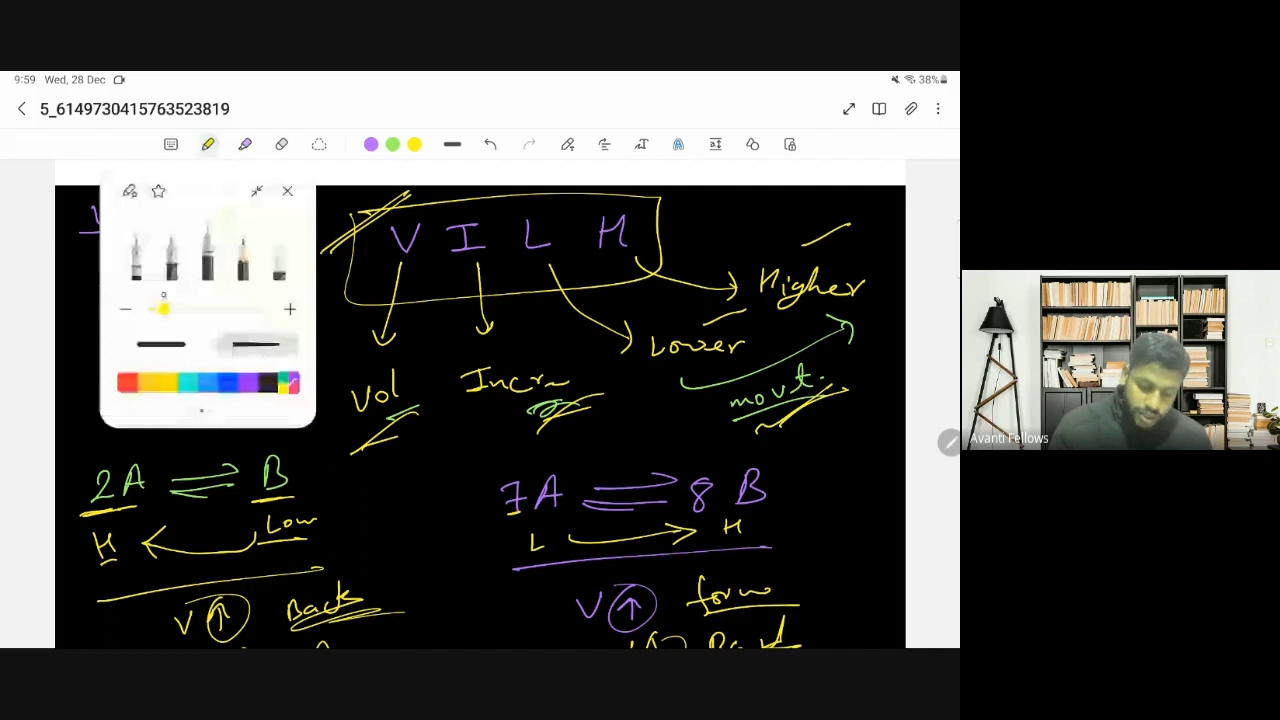 9:59 Wed, 28 Dec
38%
5_6149730415763523819
V I L H
Higher
Lower
Vol Incr
movt.
2A ⇌ B
7A ⇌ 8 B
H ← Low
L → H
V ↑ Back
V ↑ forw
Avanti Fellows